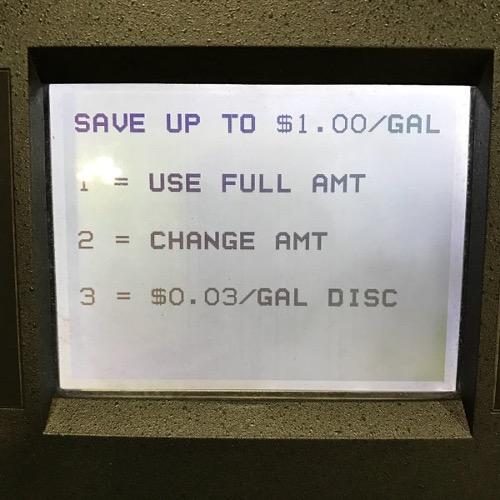 SAVE UP TO $1.00/GAL
1 = USE FULL AMT
2 = CHANGE AMT
3 = $0.03/GAL DISC